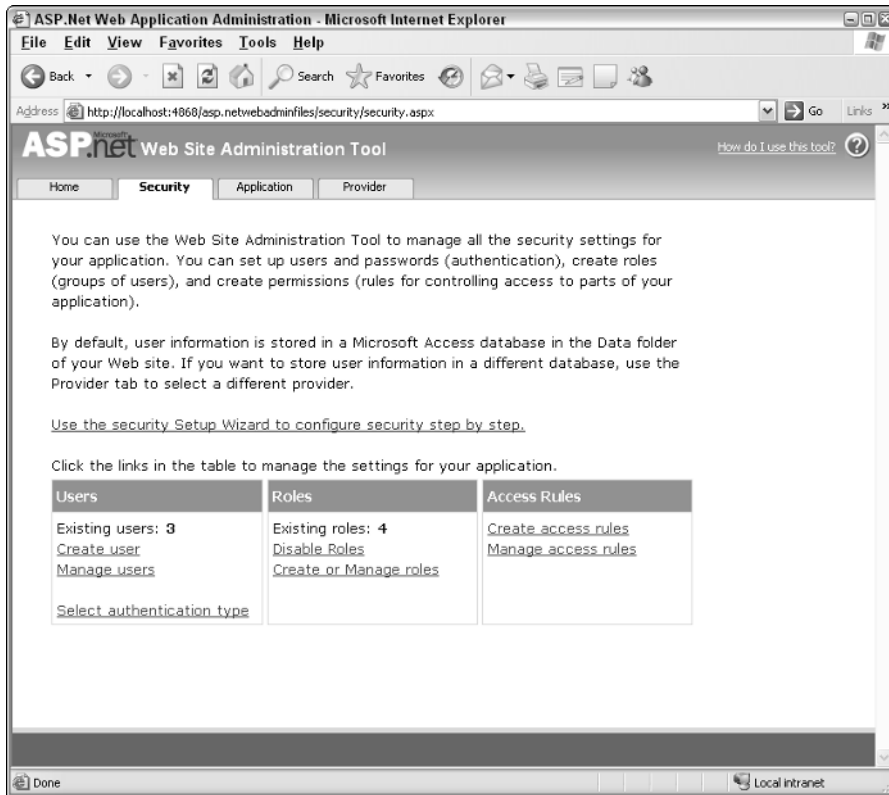 ASP.Net Web Application Administration - Microsoft Internet Explorer
File Edit View Favorites Tools Help
Back Search Favorites
Address http://localhost:4868/asp.netwebadminfiles/security/security.aspx Go Links »
Microsoft
ASP.net Web Site Administration Tool How do I use this tool? ?
Home Security Application Provider
You can use the Web Site Administration Tool to manage all the security settings for
your application. You can set up users and passwords (authentication), create roles
(groups of users), and create permissions (rules for controlling access to parts of your
application).
By default, user information is stored in a Microsoft Access database in the Data folder
of your Web site. If you want to store user information in a different database, use the
Provider tab to select a different provider.
Use the security Setup Wizard to configure security step by step.
Click the links in the table to manage the settings for your application.
Users Roles Access Rules
Existing users: 3 Existing roles: 4 Create access rules
Create user Disable Roles Manage access rules
Manage users Create or Manage roles
Select authentication type
Done Local intranet